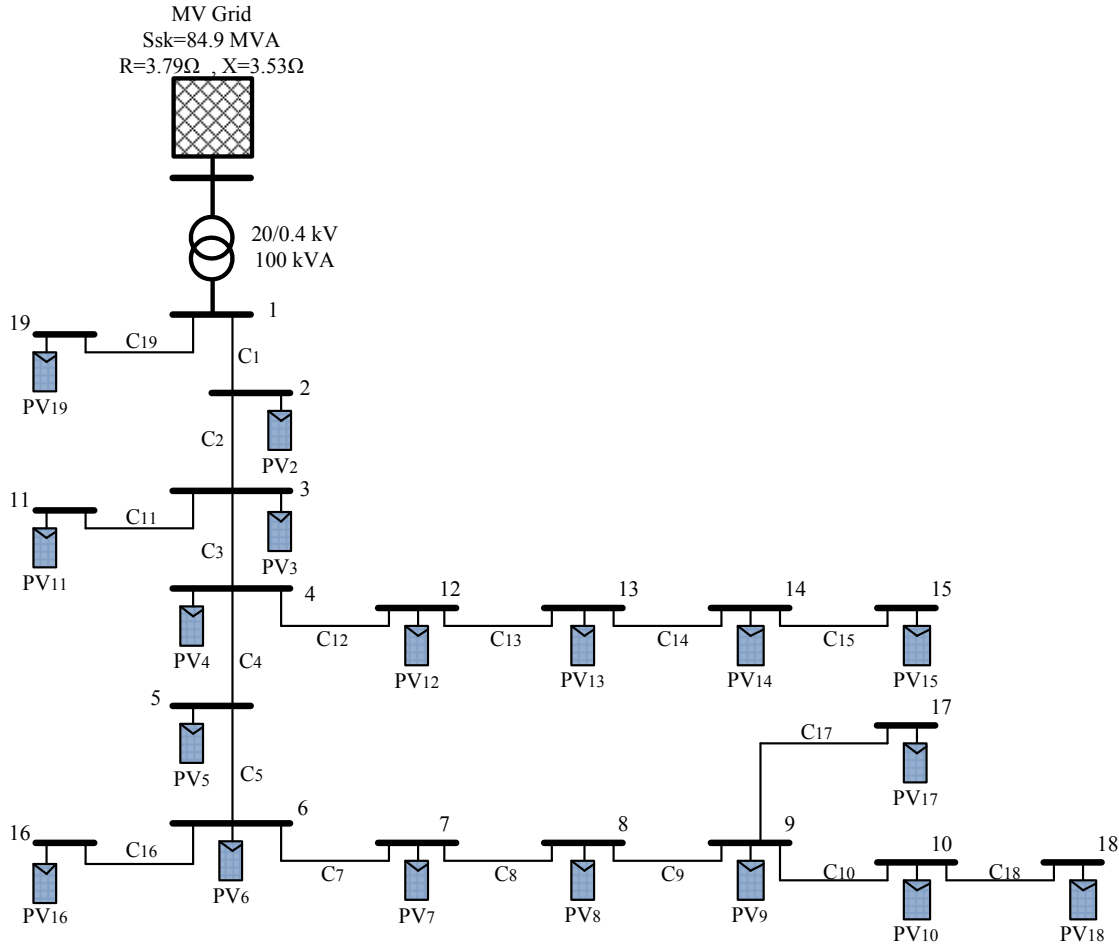 MV Grid
Ssk=84.9 MVA
R=3.79Ω , X=3.53Ω
20/0.4 kV
100 kVA
1
19
C19
C1
PV19
2
C2
PV2
11
3
C11
C3
PV11
PV3
4
12
13
14
15
C12
C13
C14
C15
PV4
C4
PV12
PV13
PV14
PV15
5
17
C17
PV5
C5
PV17
6
16
7
8
9
10
18
C16
C7
C8
C9
C10
C18
PV16
PV6
PV7
PV8
PV9
PV10
PV18